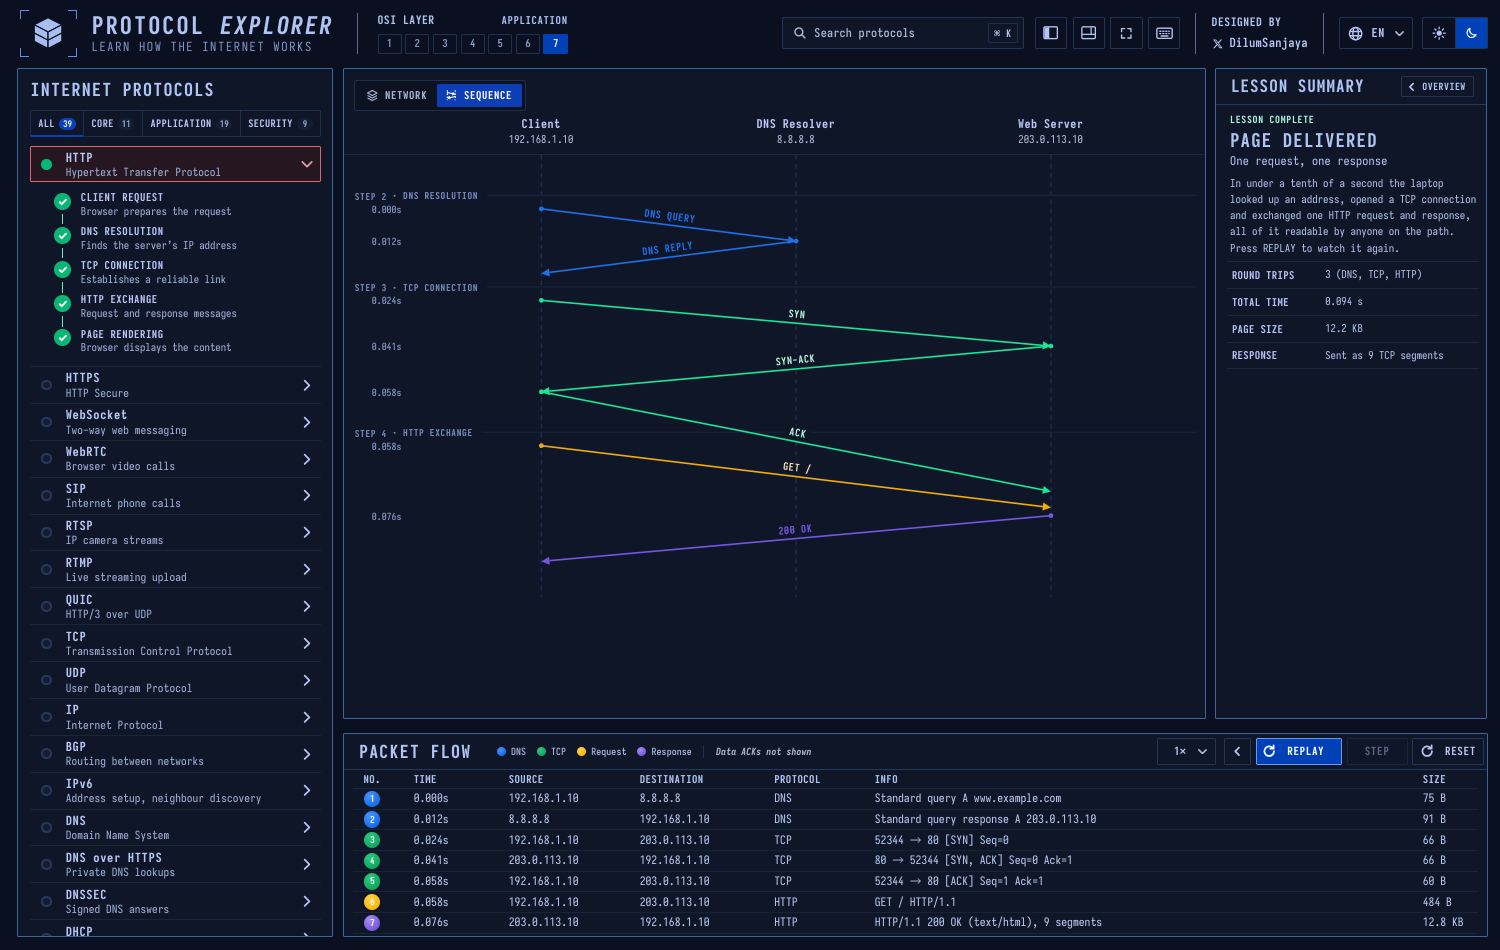 PROTOCOL EXPLORER
LEARN HOW THE INTERNET WORKS
OSI LAYER APPLICATION
1 2 3 4 5 6 7
Search protocols ⌘ K
DESIGNED BY
DilumSanjaya
EN
INTERNET PROTOCOLS
ALL 39 CORE 11 APPLICATION 19 SECURITY 9
HTTP
Hypertext Transfer Protocol
CLIENT REQUEST
Browser prepares the request
DNS RESOLUTION
Finds the server's IP address
TCP CONNECTION
Establishes a reliable link
HTTP EXCHANGE
Request and response messages
PAGE RENDERING
Browser displays the content
HTTPS
HTTP Secure
WebSocket
Two-way web messaging
WebRTC
Browser video calls
SIP
Internet phone calls
RTSP
IP camera streams
RTMP
Live streaming upload
QUIC
HTTP/3 over UDP
TCP
Transmission Control Protocol
UDP
User Datagram Protocol
IP
Internet Protocol
BGP
Routing between networks
IPv6
Address setup, neighbour discovery
DNS
Domain Name System
DNS over HTTPS
Private DNS lookups
DNSSEC
Signed DNS answers
DHCP
NETWORK SEQUENCE
Client DNS Resolver Web Server
192.168.1.10 8.8.8.8 203.0.113.10
STEP 2 · DNS RESOLUTION
0.000s
DNS QUERY
0.012s
DNS REPLY
STEP 3 · TCP CONNECTION
0.024s
SYN
0.041s
SYN-ACK
0.058s
STEP 4 · HTTP EXCHANGE
ACK
0.058s
GET /
0.076s
200 OK
LESSON SUMMARY OVERVIEW
LESSON COMPLETE
PAGE DELIVERED
One request, one response
In under a tenth of a second the laptop
looked up an address, opened a TCP connection
and exchanged one HTTP request and response,
all of it readable by anyone on the path.
Press REPLAY to watch it again.
ROUND TRIPS 3 (DNS, TCP, HTTP)
TOTAL TIME 0.094 s
PAGE SIZE 12.2 KB
RESPONSE Sent as 9 TCP segments
PACKET FLOW DNS TCP Request Response Data ACKs not shown 1× REPLAY STEP RESET
NO. TIME SOURCE DESTINATION PROTOCOL INFO SIZE
1 0.000s 192.168.1.10 8.8.8.8 DNS Standard query A www.example.com 75 B
2 0.012s 8.8.8.8 192.168.1.10 DNS Standard query response A 203.0.113.10 91 B
3 0.024s 192.168.1.10 203.0.113.10 TCP 52344 → 80 [SYN] Seq=0 66 B
4 0.041s 203.0.113.10 192.168.1.10 TCP 80 → 52344 [SYN, ACK] Seq=0 Ack=1 66 B
5 0.058s 192.168.1.10 203.0.113.10 TCP 52344 → 80 [ACK] Seq=1 Ack=1 60 B
6 0.058s 192.168.1.10 203.0.113.10 HTTP GET / HTTP/1.1 484 B
7 0.076s 203.0.113.10 192.168.1.10 HTTP HTTP/1.1 200 OK (text/html), 9 segments 12.8 KB